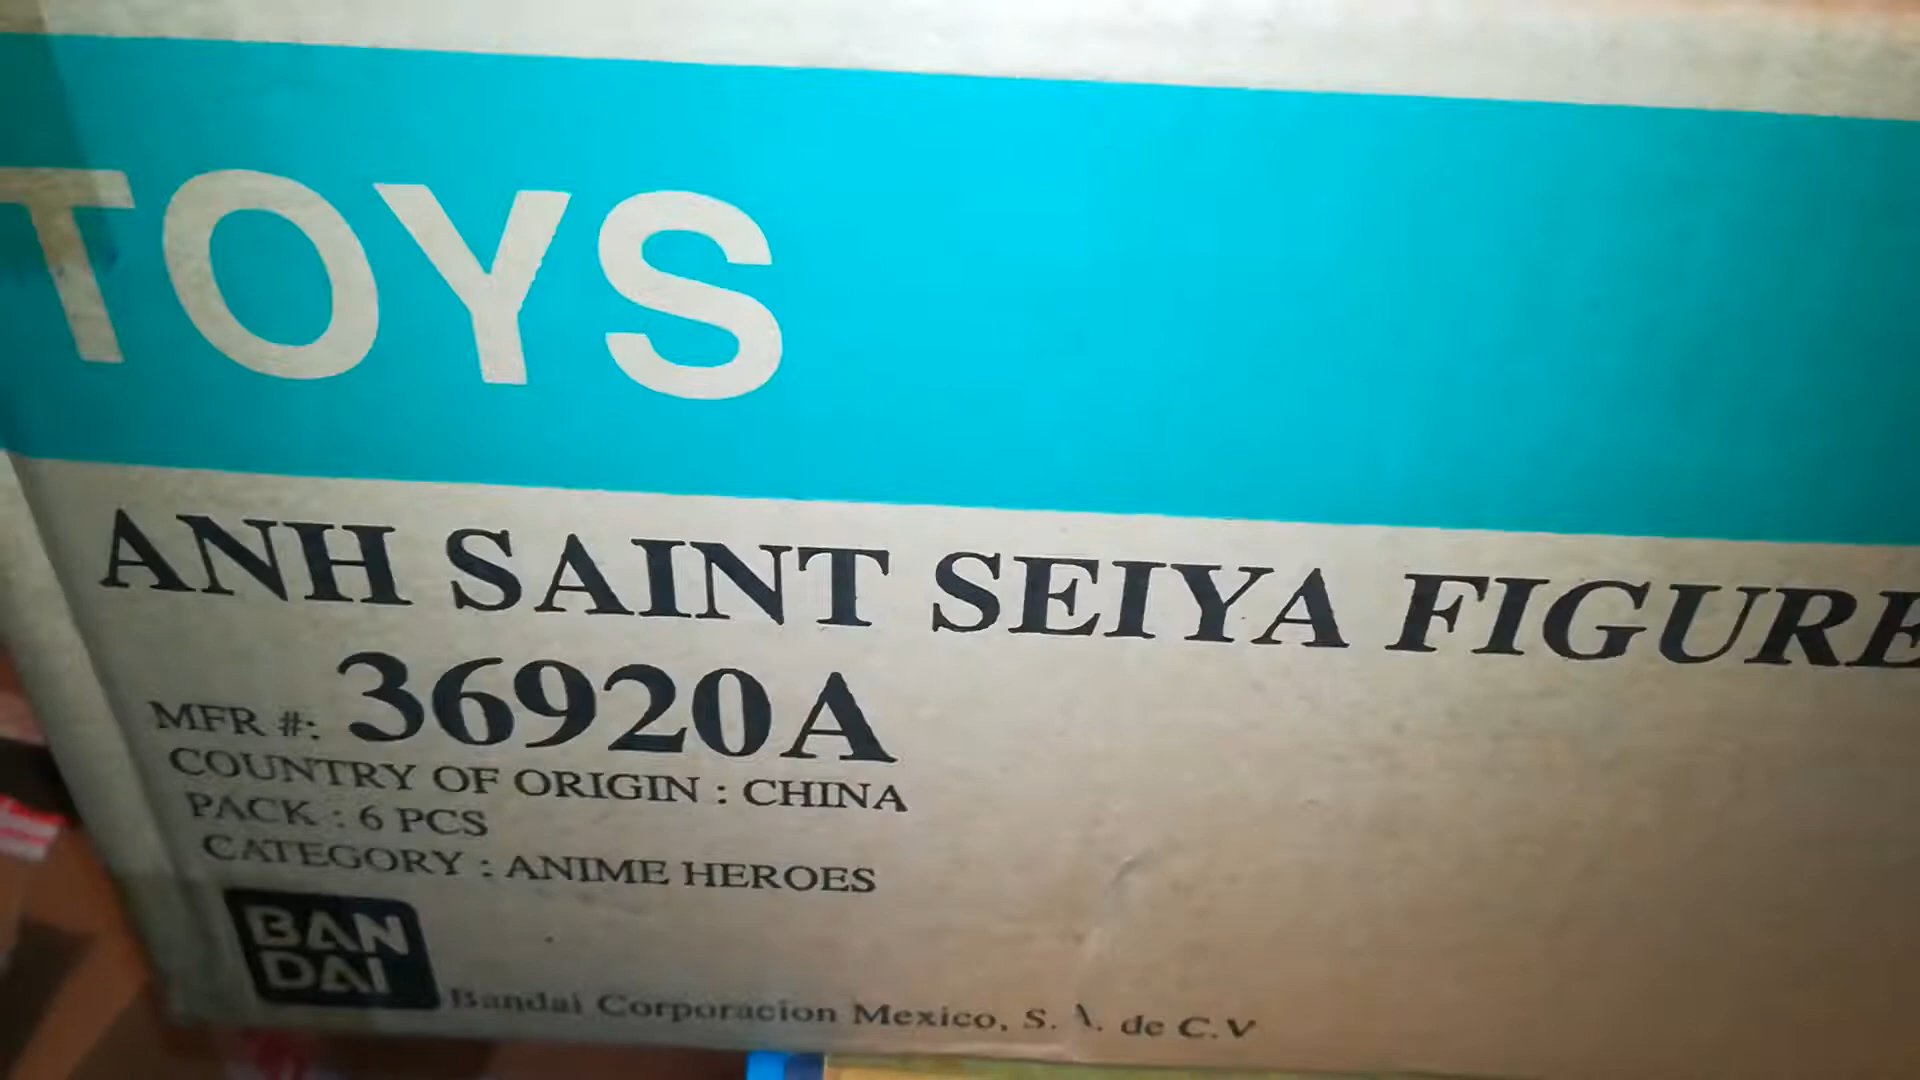 TOYS
ANH SAINT SEIYA FIGURE
MFR #: 36920A
COUNTRY OF ORIGIN : CHINA
PACK : 6 PCS
CATEGORY : ANIME HEROES
BAN
DAI
Bandai Corporacion Mexico, S. A. de C.V